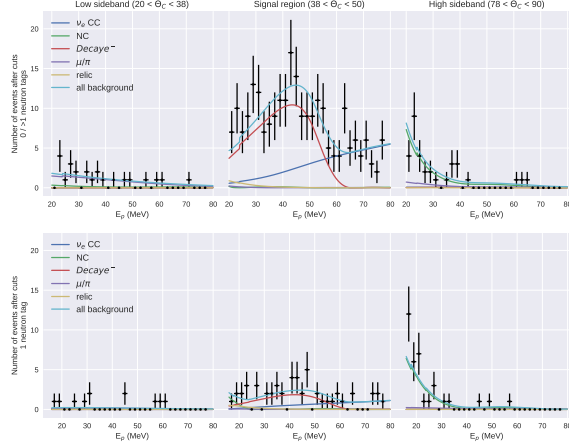 Low sideband (20 < Θ_C < 38)
Signal region (38 < Θ_C < 50)
High sideband (78 < Θ_C < 90)
Number of events after cuts
0 / >1 neutron tags
20
15
10
5
0
ν_e CC
NC
Decaye⁻
μ/π
relic
all background
20 30 40 50 60 70 80
20 30 40 50 60 70 80
20 30 40 50 60 70 80
E_p (MeV)
E_p (MeV)
E_p (MeV)
Number of events after cuts
1 neutron tag
20
15
10
5
0
ν_e CC
NC
Decaye⁻
μ/π
relic
all background
20 30 40 50 60 70 80
20 30 40 50 60 70 80
20 30 40 50 60 70 80
E_p (MeV)
E_p (MeV)
E_p (MeV)